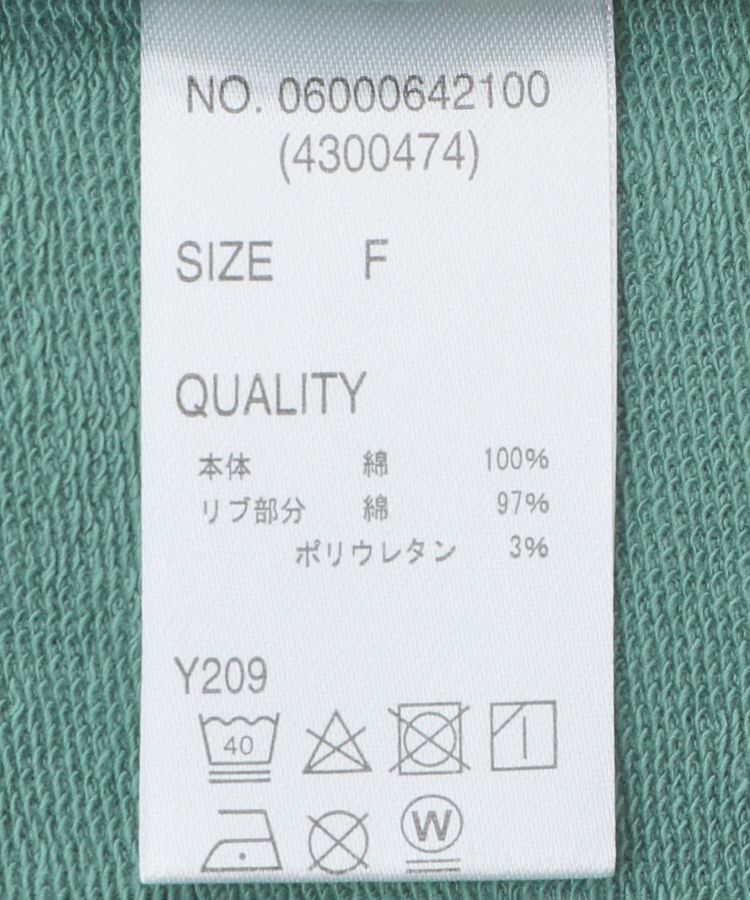 NO. 06000642100
(4300474)
SIZE F
QUALITY
本体 綿 100%
リブ部分 綿 97%
ポリウレタン 3%
Y209
40
W